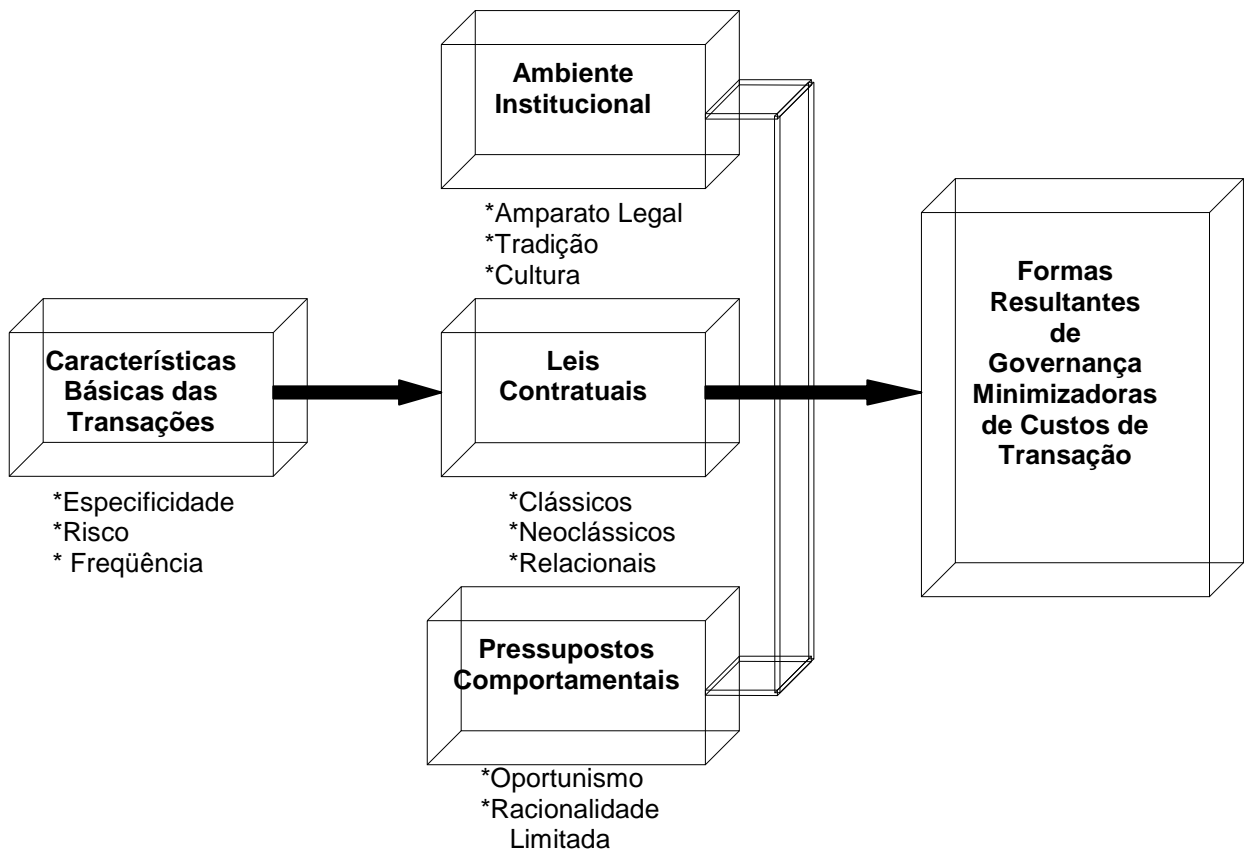 Ambiente
Institucional
*Amparato Legal
*Tradição
*Cultura
Características
Básicas das
Transações
*Especificidade
*Risco
* Freqüência
Leis
Contratuais
*Clássicos
*Neoclássicos
*Relacionais
Pressupostos
Comportamentais
*Oportunismo
*Racionalidade
Limitada
Formas
Resultantes
de
Governança
Minimizadoras
de Custos de
Transação